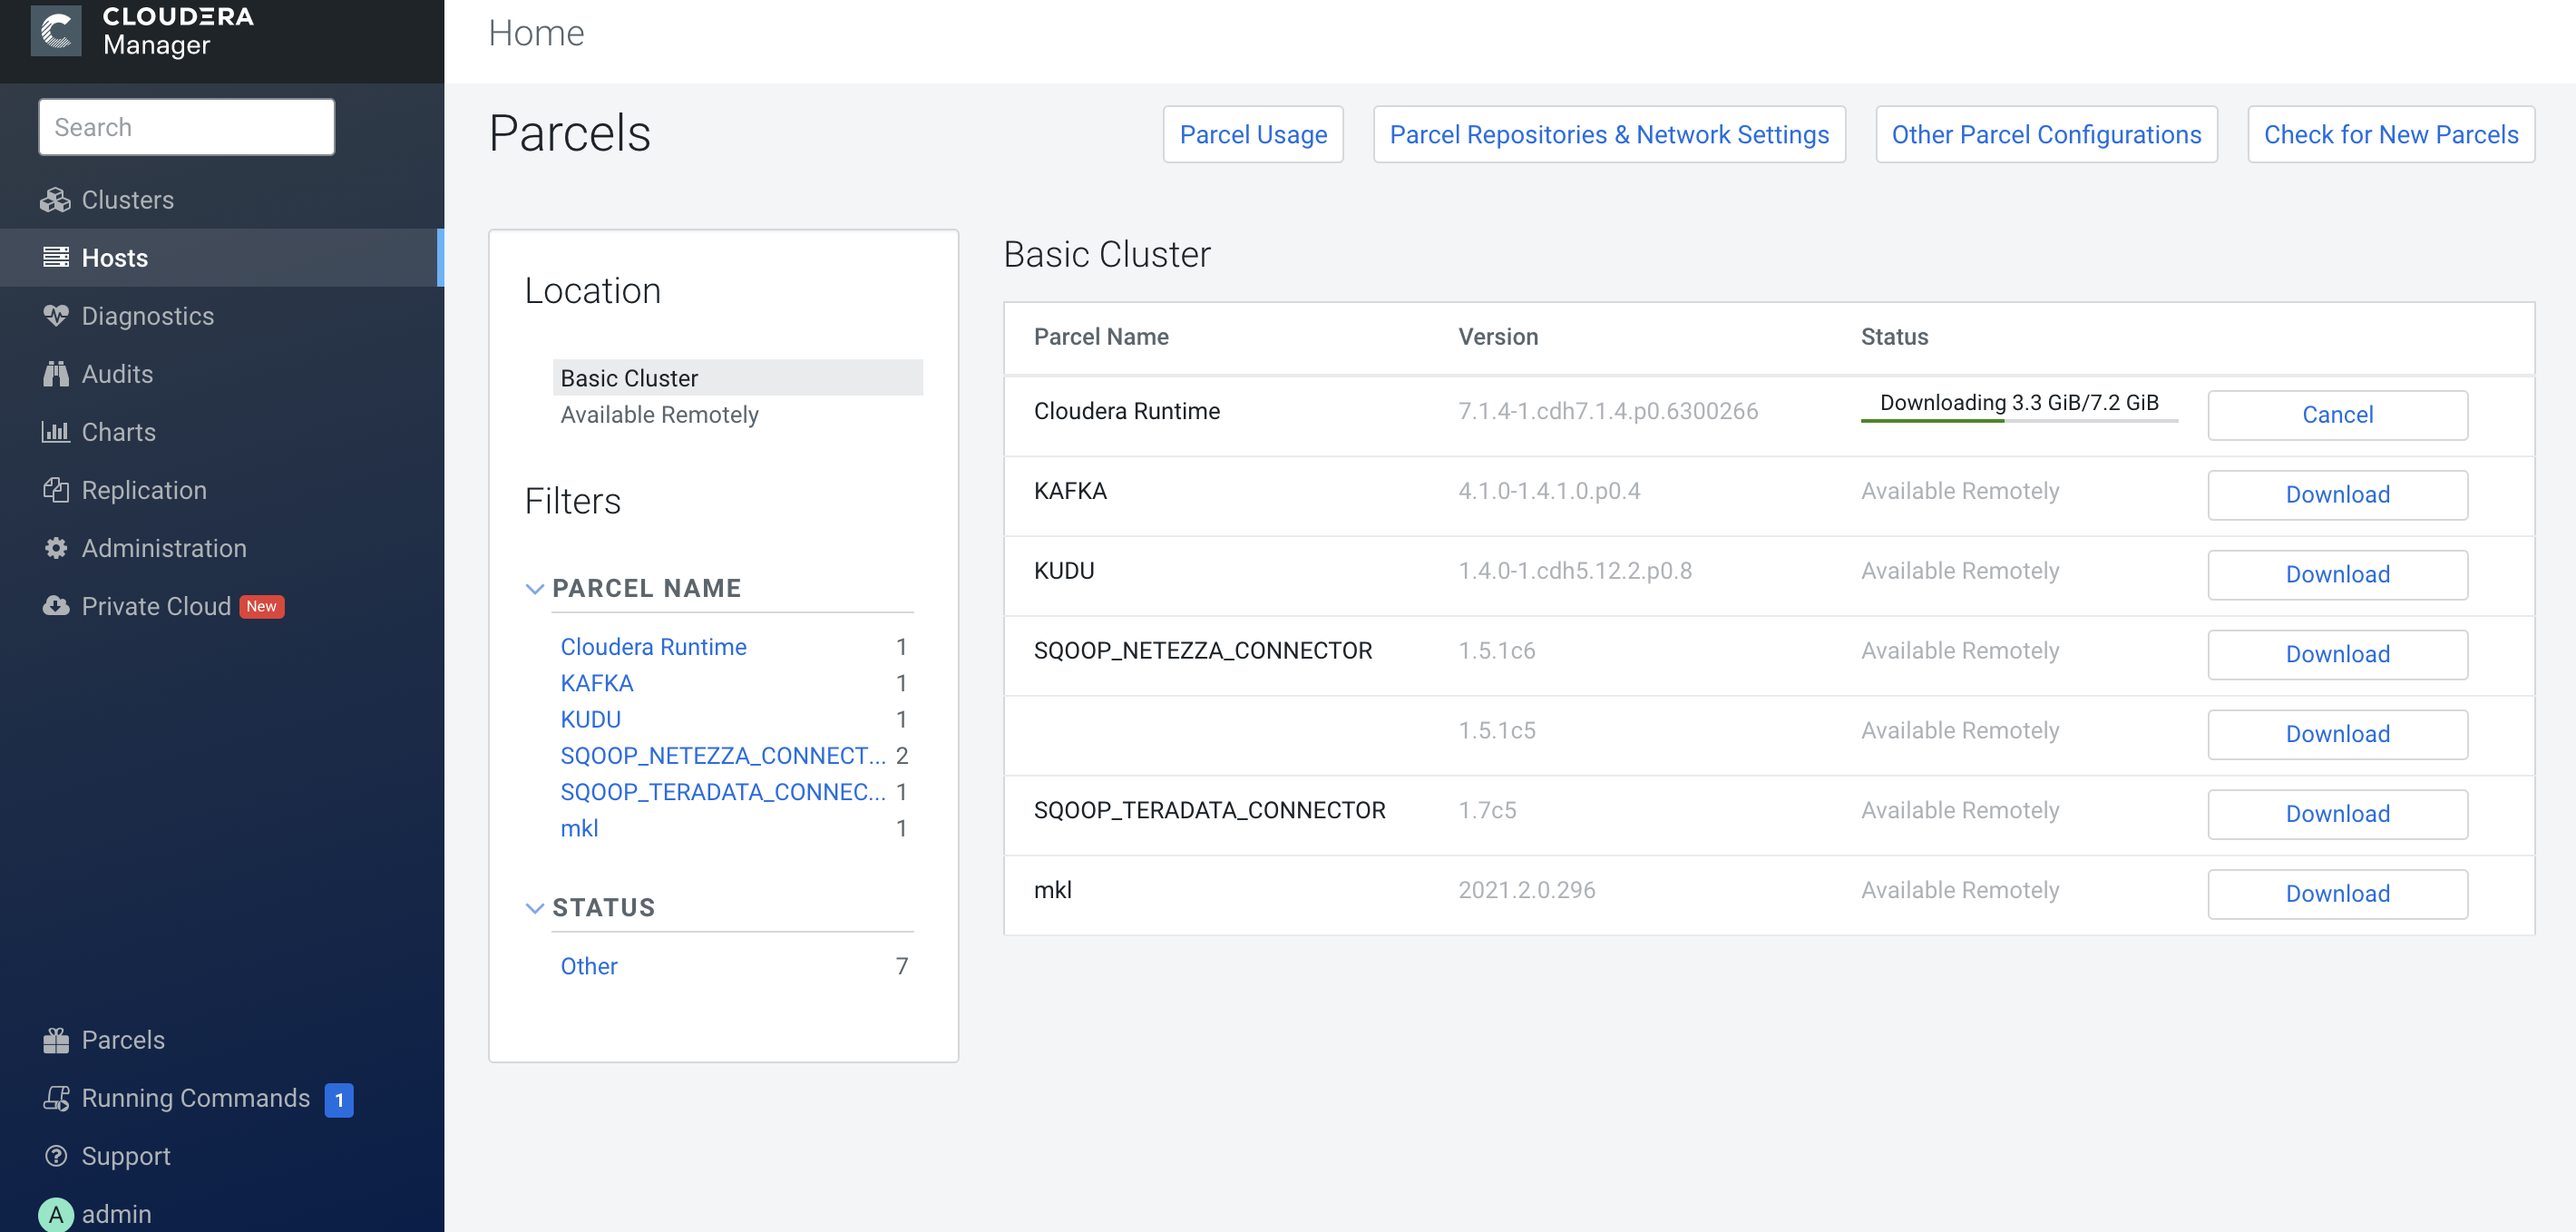 CLOUDERA
Manager
Home
Search
Clusters
Hosts
Diagnostics
Audits
Charts
Replication
Administration
Private Cloud New
Parcels
Running Commands 1
Support
A admin
Parcels
Parcel Usage
Parcel Repositories & Network Settings
Other Parcel Configurations
Check for New Parcels
Location
Basic Cluster
Available Remotely
Filters
PARCEL NAME
Cloudera Runtime 1
KAFKA 1
KUDU 1
SQOOP_NETEZZA_CONNECT... 2
SQOOP_TERADATA_CONNEC... 1
mkl 1
STATUS
Other 7
Basic Cluster
Parcel Name Version Status
Cloudera Runtime 7.1.4-1.cdh7.1.4.p0.6300266 Downloading 3.3 GiB/7.2 GiB Cancel
KAFKA 4.1.0-1.4.1.0.p0.4 Available Remotely Download
KUDU 1.4.0-1.cdh5.12.2.p0.8 Available Remotely Download
SQOOP_NETEZZA_CONNECTOR 1.5.1c6 Available Remotely Download
1.5.1c5 Available Remotely Download
SQOOP_TERADATA_CONNECTOR 1.7c5 Available Remotely Download
mkl 2021.2.0.296 Available Remotely Download